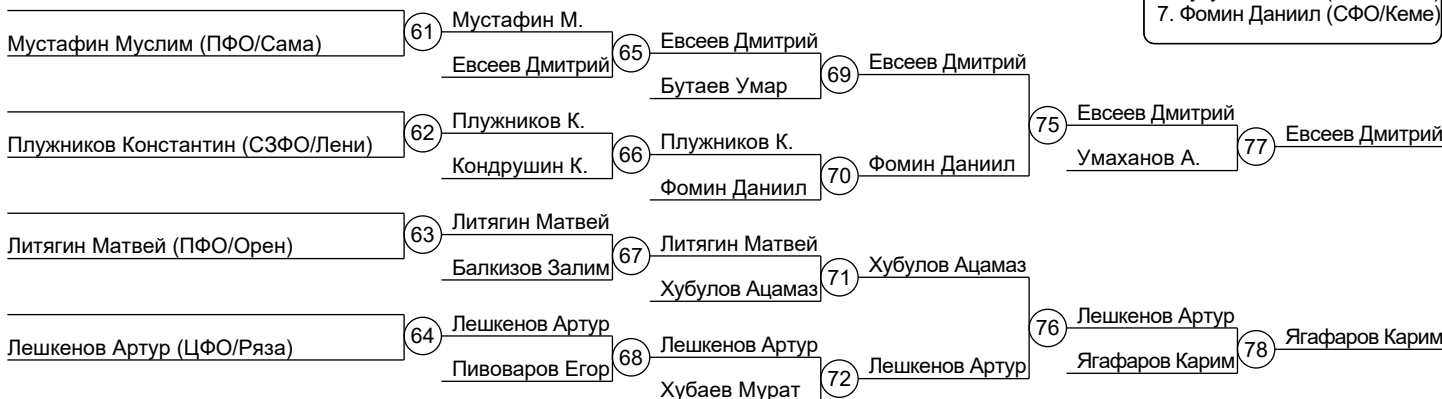 7. Фомин Даниил (СФО/Кеме)
Мустафин Муслим (ПФО/Сама)
61
Мустафин М.
Евсеев Дмитрий
65
Евсеев Дмитрий
Бутаев Умар
69
Евсеев Дмитрий
Плужников Константин (СЗФО/Лени)
62
Плужников К.
Кондрушин К.
66
Плужников К.
Фомин Даниил
70
Фомин Даниил
75
Евсеев Дмитрий
Умаханов А.
77
Евсеев Дмитрий
Литягин Матвей (ПФО/Орен)
63
Литягин Матвей
Балкизов Залим
67
Литягин Матвей
Хубулов Ацамаз
71
Хубулов Ацамаз
Лешкенов Артур (ЦФО/Ряза)
64
Лешкенов Артур
Пивоваров Егор
68
Лешкенов Артур
Хубаев Мурат
72
Лешкенов Артур
76
Лешкенов Артур
Ягафаров Карим
78
Ягафаров Карим